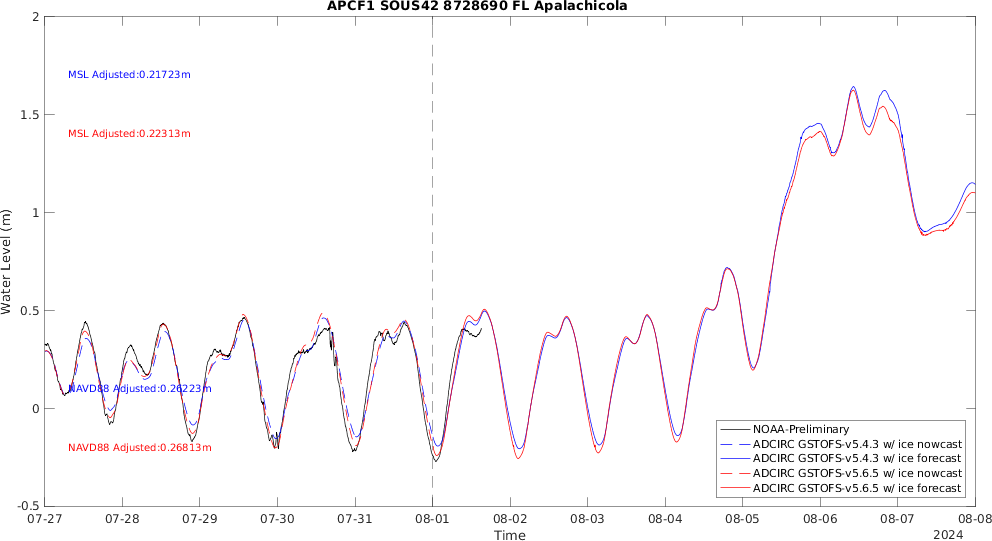 APCF1 SOUS42 8728690 FL Apalachicola
2
1.5
1
0.5
0
-0.5
Water Level (m)
MSL Adjusted:0.21723m
MSL Adjusted:0.22313m
NAVD88 Adjusted:0.26223m
NAVD88 Adjusted:0.26813m
NOAA-Preliminary
ADCIRC GSTOFS-v5.4.3 w/ ice nowcast
ADCIRC GSTOFS-v5.4.3 w/ ice forecast
ADCIRC GSTOFS-v5.6.5 w/ ice nowcast
ADCIRC GSTOFS-v5.6.5 w/ ice forecast
07-27 07-28 07-29 07-30 07-31 08-01 08-02 08-03 08-04 08-05 08-06 08-07 08-08
Time
2024